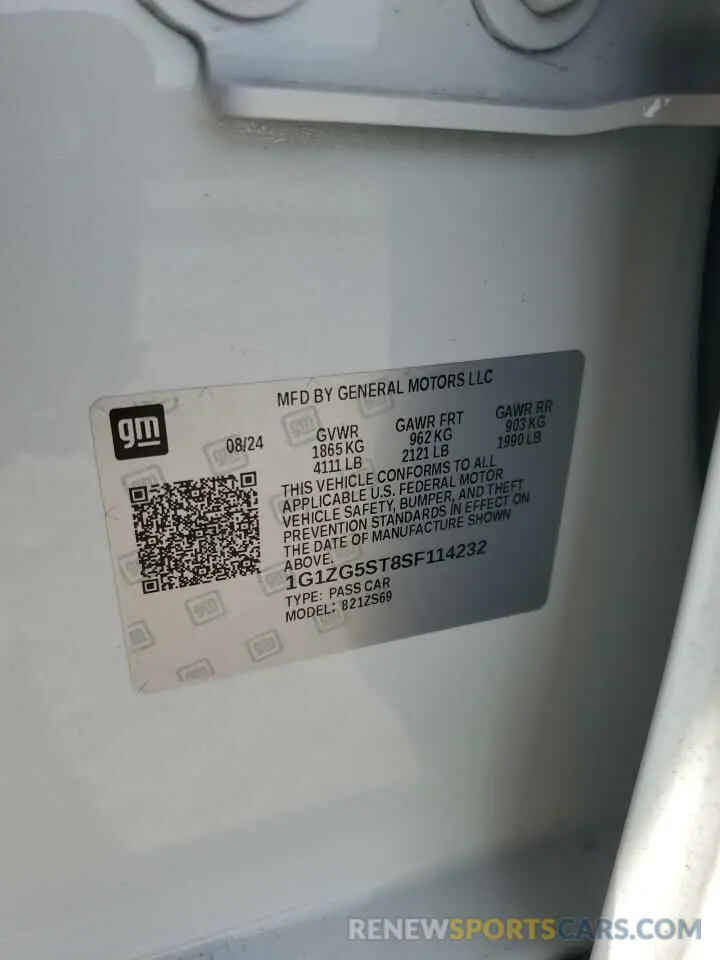 MFD BY GENERAL MOTORS LLC
gm
08/24
GVWR
1865 KG
4111 LB
GAWR FRT
962 KG
2121 LB
GAWR RR
903 KG
1990 LB
THIS VEHICLE CONFORMS TO ALL
APPLICABLE U.S. FEDERAL MOTOR
VEHICLE SAFETY, BUMPER, AND THEFT
PREVENTION STANDARDS IN EFFECT ON
THE DATE OF MANUFACTURE SHOWN
ABOVE.
1G1ZG5ST8SF114232
TYPE: PASS CAR
MODEL: 821ZS69
RENEWSPORTSCARS.COM